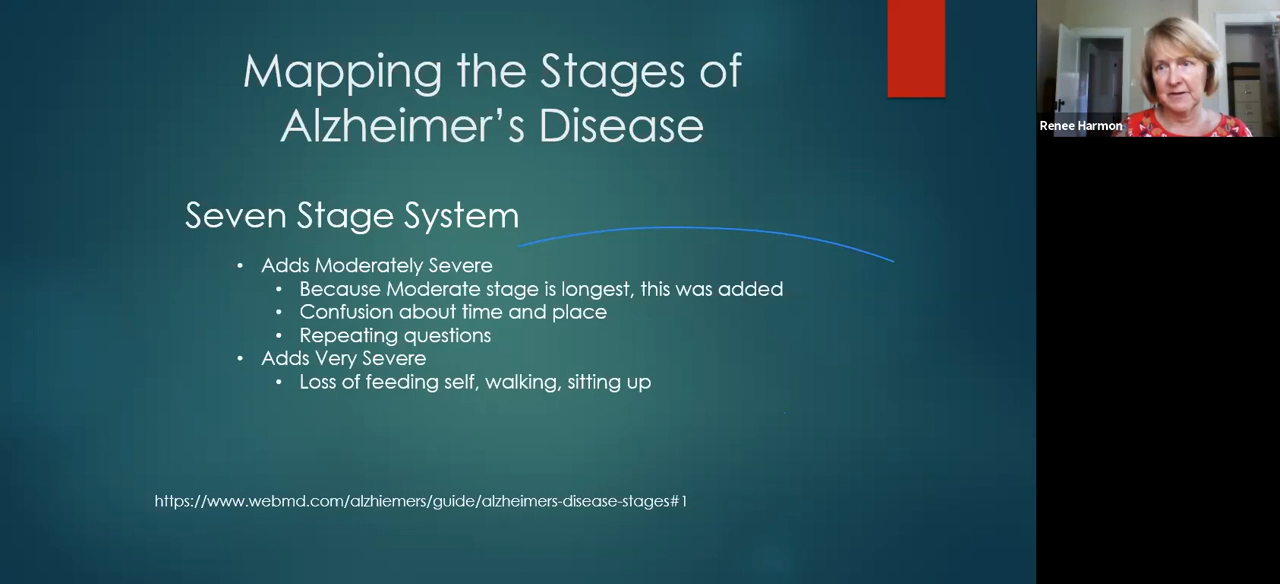 Mapping the Stages of
Alzheimer's Disease
Seven Stage System
• Adds Moderately Severe
• Because Moderate stage is longest, this was added
• Confusion about time and place
• Repeating questions
• Adds Very Severe
• Loss of feeding self, walking, sitting up
https://www.webmd.com/alzhiemers/guide/alzheimers-disease-stages#1
Renee Harmon